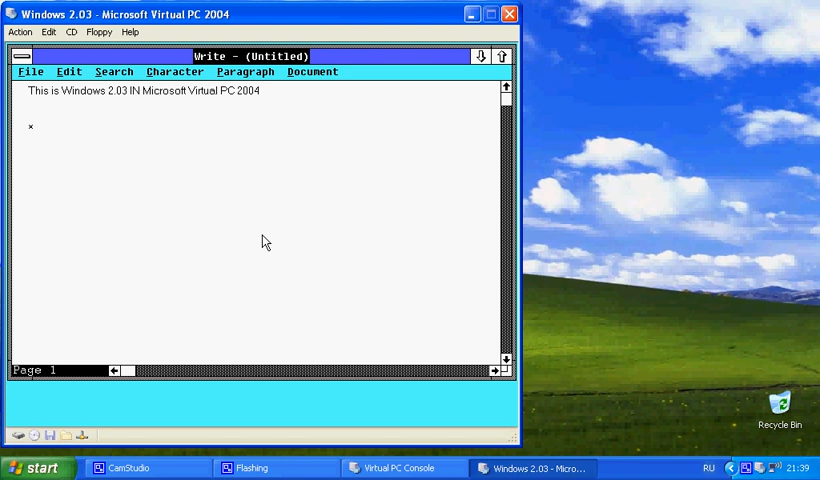 Windows 2.03 - Microsoft Virtual PC 2004
Action Edit CD Floppy Help
Write - (Untitled)
File Edit Search Character Paragraph Document
This is Windows 2.03 IN Microsoft Virtual PC 2004
Page 1
Recycle Bin
start CamStudio Flashing Virtual PC Console Windows 2.03 - Micro... RU 21:39